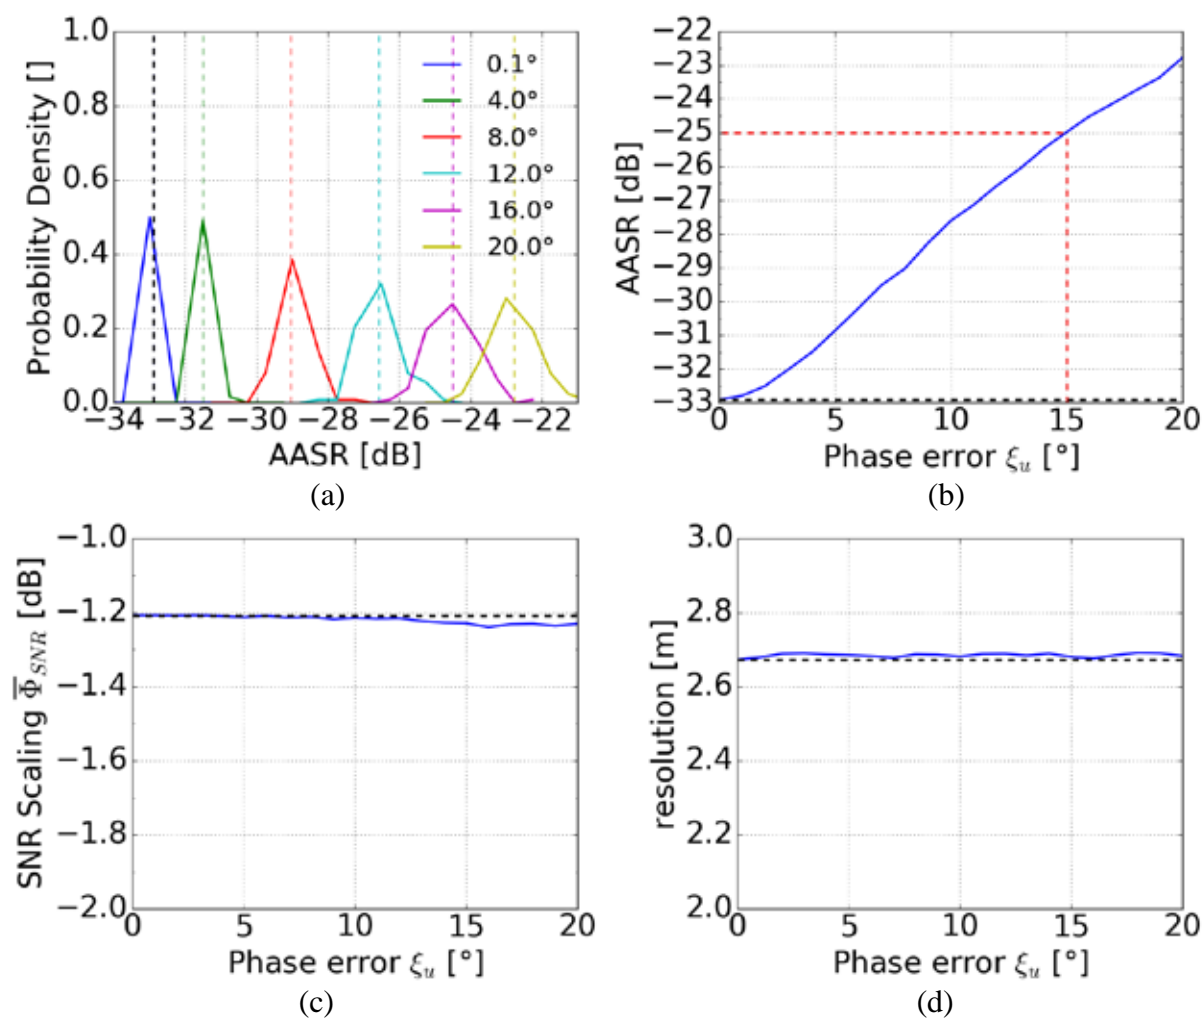 Probability Density []
1.0
0.8
0.6
0.4
0.2
0.0
0.1°
4.0°
8.0°
12.0°
16.0°
20.0°
−34 −32 −30 −28 −26 −24 −22
AASR [dB]
(a)
AASR [dB]
−22
−23
−24
−25
−26
−27
−28
−29
−30
−31
−32
−33
0 5 10 15 20
Phase error ξ_u [°]
(b)
SNR Scaling Φ̅_SNR [dB]
−1.0
−1.2
−1.4
−1.6
−1.8
−2.0
0 5 10 15 20
Phase error ξ_u [°]
(c)
resolution [m]
3.0
2.8
2.6
2.4
2.2
2.0
0 5 10 15 20
Phase error ξ_u [°]
(d)